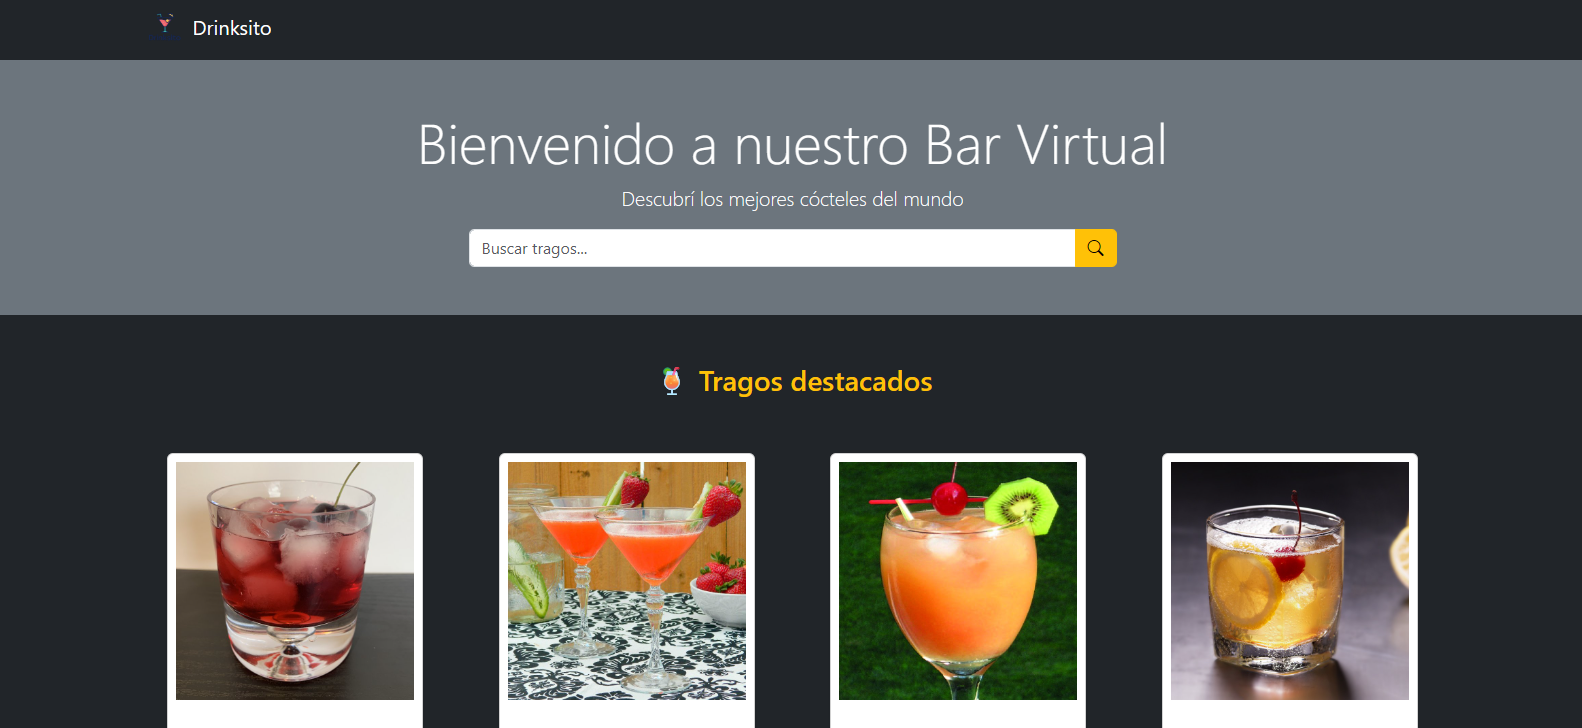 Drinksito
Bienvenido a nuestro Bar Virtual
Descubrí los mejores cócteles del mundo
Buscar tragos...
Tragos destacados